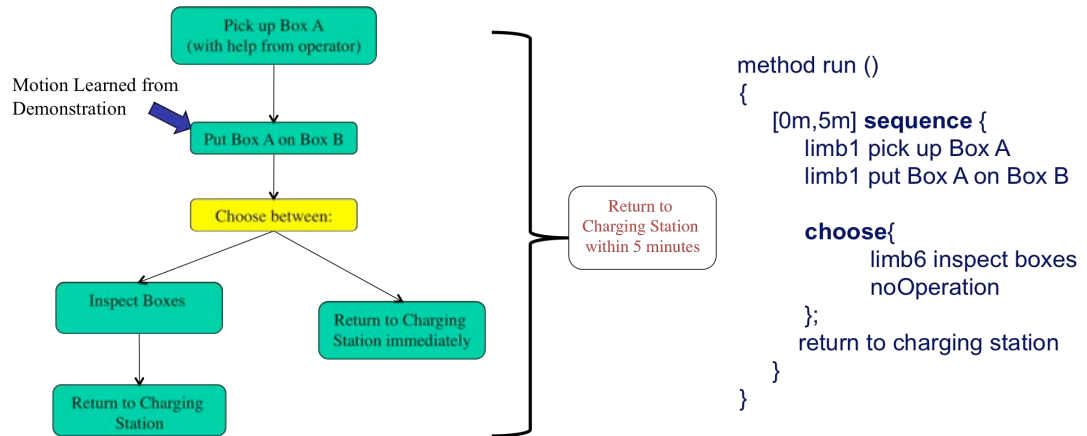 Pick up Box A
(with help from operator)
Motion Learned from
Demonstration
Put Box A on Box B
Choose between:
Inspect Boxes
Return to Charging
Station immediately
Return to Charging
Station
Return to
Charging Station
within 5 minutes
method run ()
{
[0m,5m] sequence {
limb1 pick up Box A
limb1 put Box A on Box B
choose{
limb6 inspect boxes
noOperation
};
return to charging station
}
}